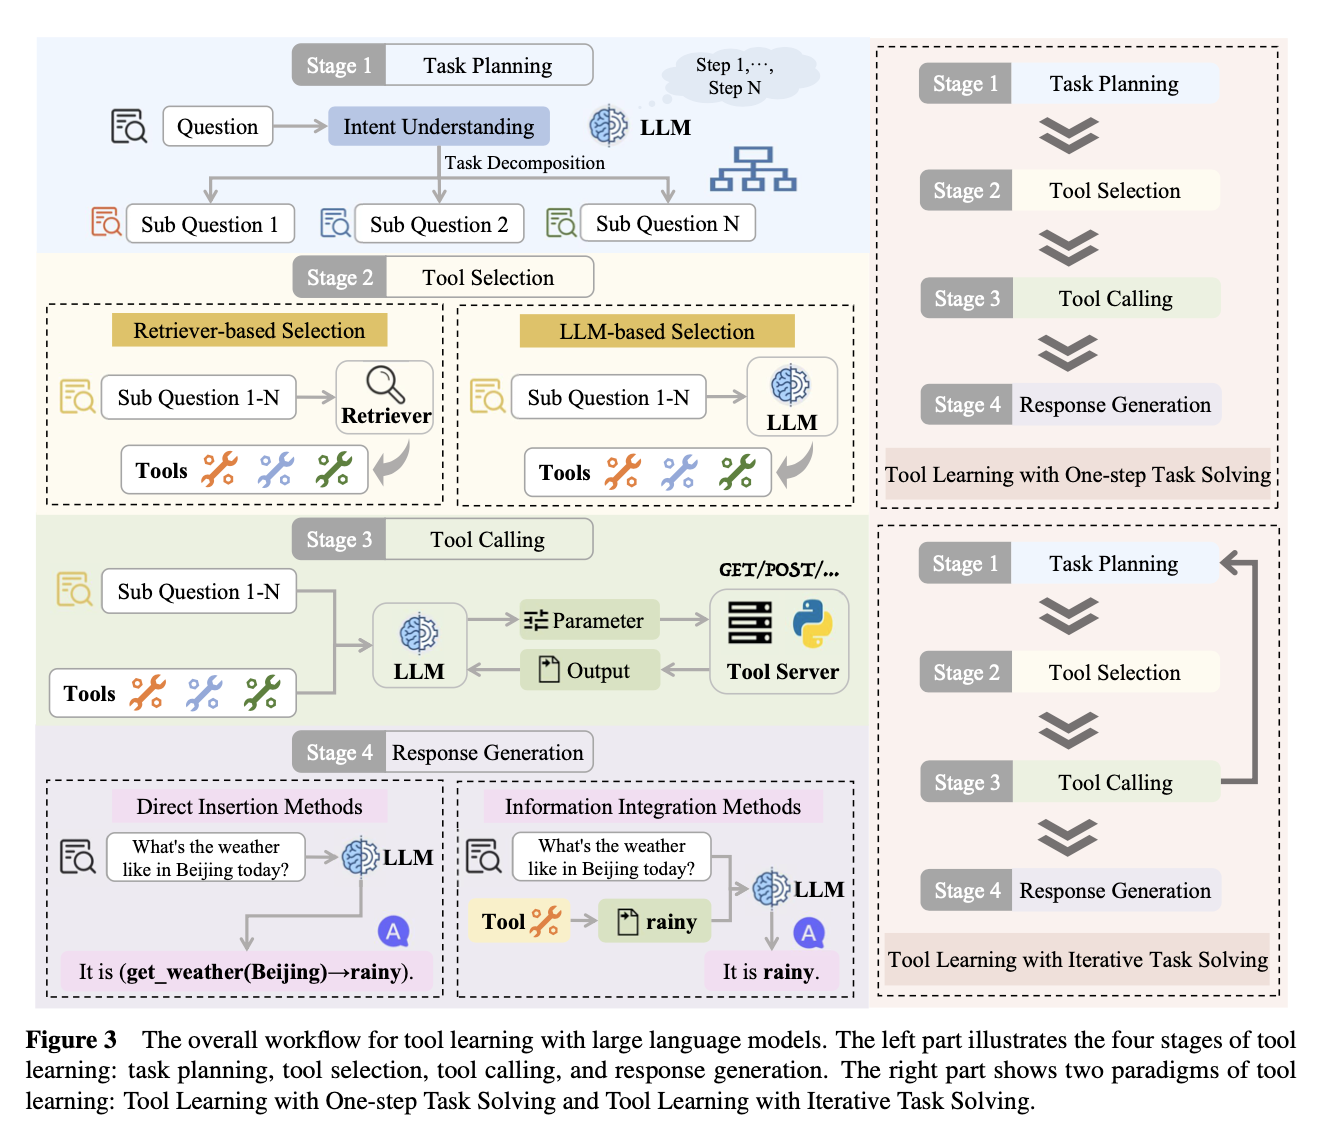 Stage 1 Task Planning
Step 1,⋯,
Step N
Question
Intent Understanding
LLM
Task Decomposition
Sub Question 1
Sub Question 2
Sub Question N
Stage 2 Tool Selection
Retriever-based Selection
Sub Question 1-N
Retriever
Tools
LLM-based Selection
Sub Question 1-N
LLM
Tools
Stage 3 Tool Calling
Sub Question 1-N
Tools
LLM
Parameter
Output
GET/POST/...
Tool Server
Stage 4 Response Generation
Direct Insertion Methods
What's the weather
like in Beijing today?
LLM
A
It is (get_weather(Beijing)→rainy).
Information Integration Methods
What's the weather
like in Beijing today?
Tool
rainy
LLM
A
It is rainy.
Stage 1 Task Planning
Stage 2 Tool Selection
Stage 3 Tool Calling
Stage 4 Response Generation
Tool Learning with One-step Task Solving
Stage 1 Task Planning
Stage 2 Tool Selection
Stage 3 Tool Calling
Stage 4 Response Generation
Tool Learning with Iterative Task Solving
Figure 3 The overall workflow for tool learning with large language models. The left part illustrates the four stages of tool
learning: task planning, tool selection, tool calling, and response generation. The right part shows two paradigms of tool
learning: Tool Learning with One-step Task Solving and Tool Learning with Iterative Task Solving.